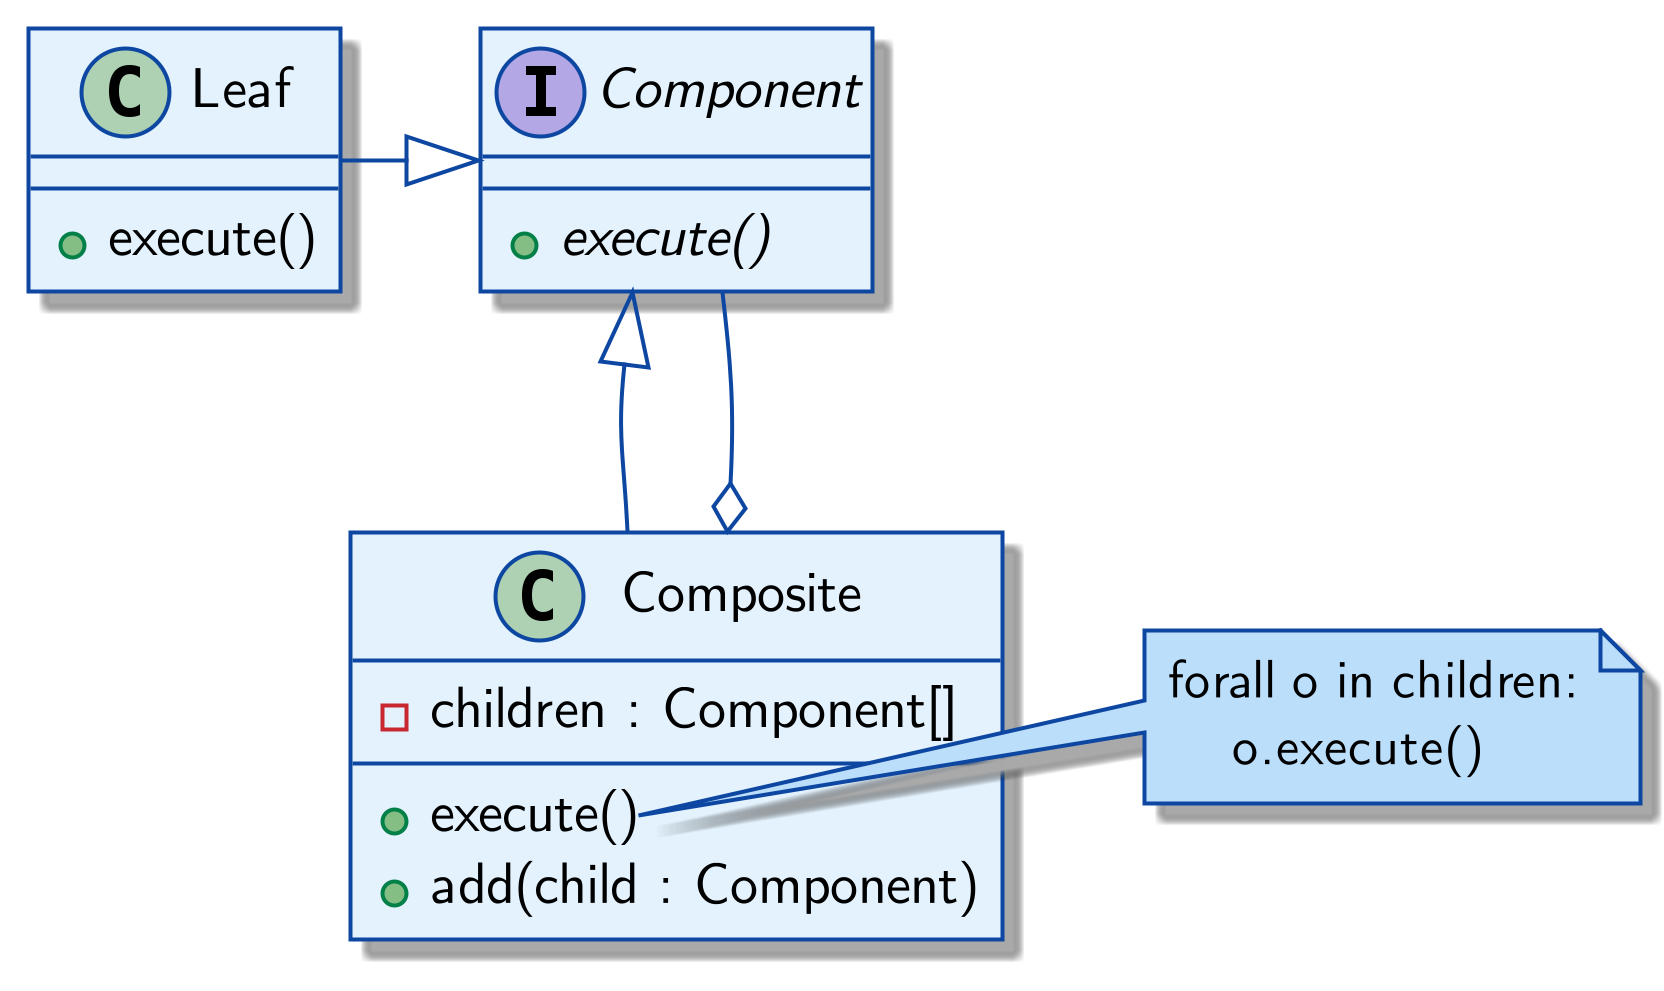 C Leaf
execute()
I Component
execute()
C Composite
children : Component[]
execute()
add(child : Component)
forall o in children:
o.execute()